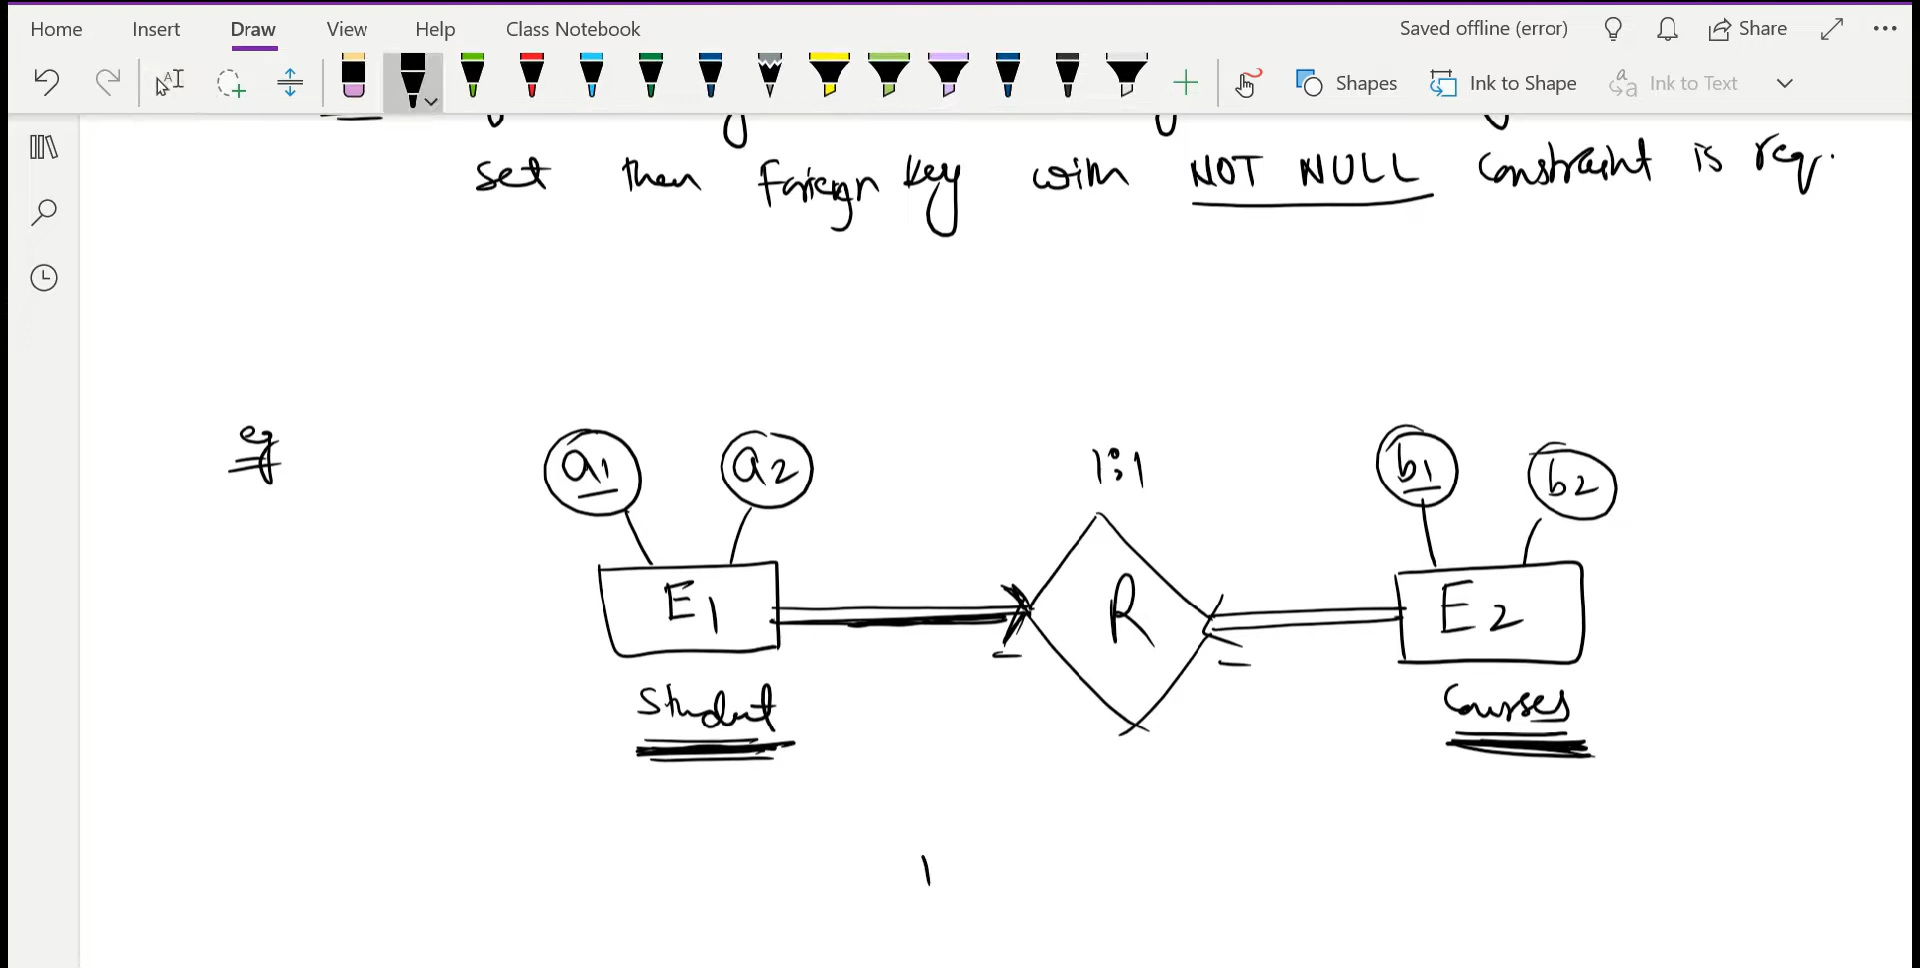 Home Insert Draw View Help Class Notebook Saved offline (error) Share
Shapes Ink to Shape Ink to Text
set then Foriegn key with NOT NULL Constraint is req.
eg
a1 a2 1:1 b1 b2
E1 R E2
Student Courses
1